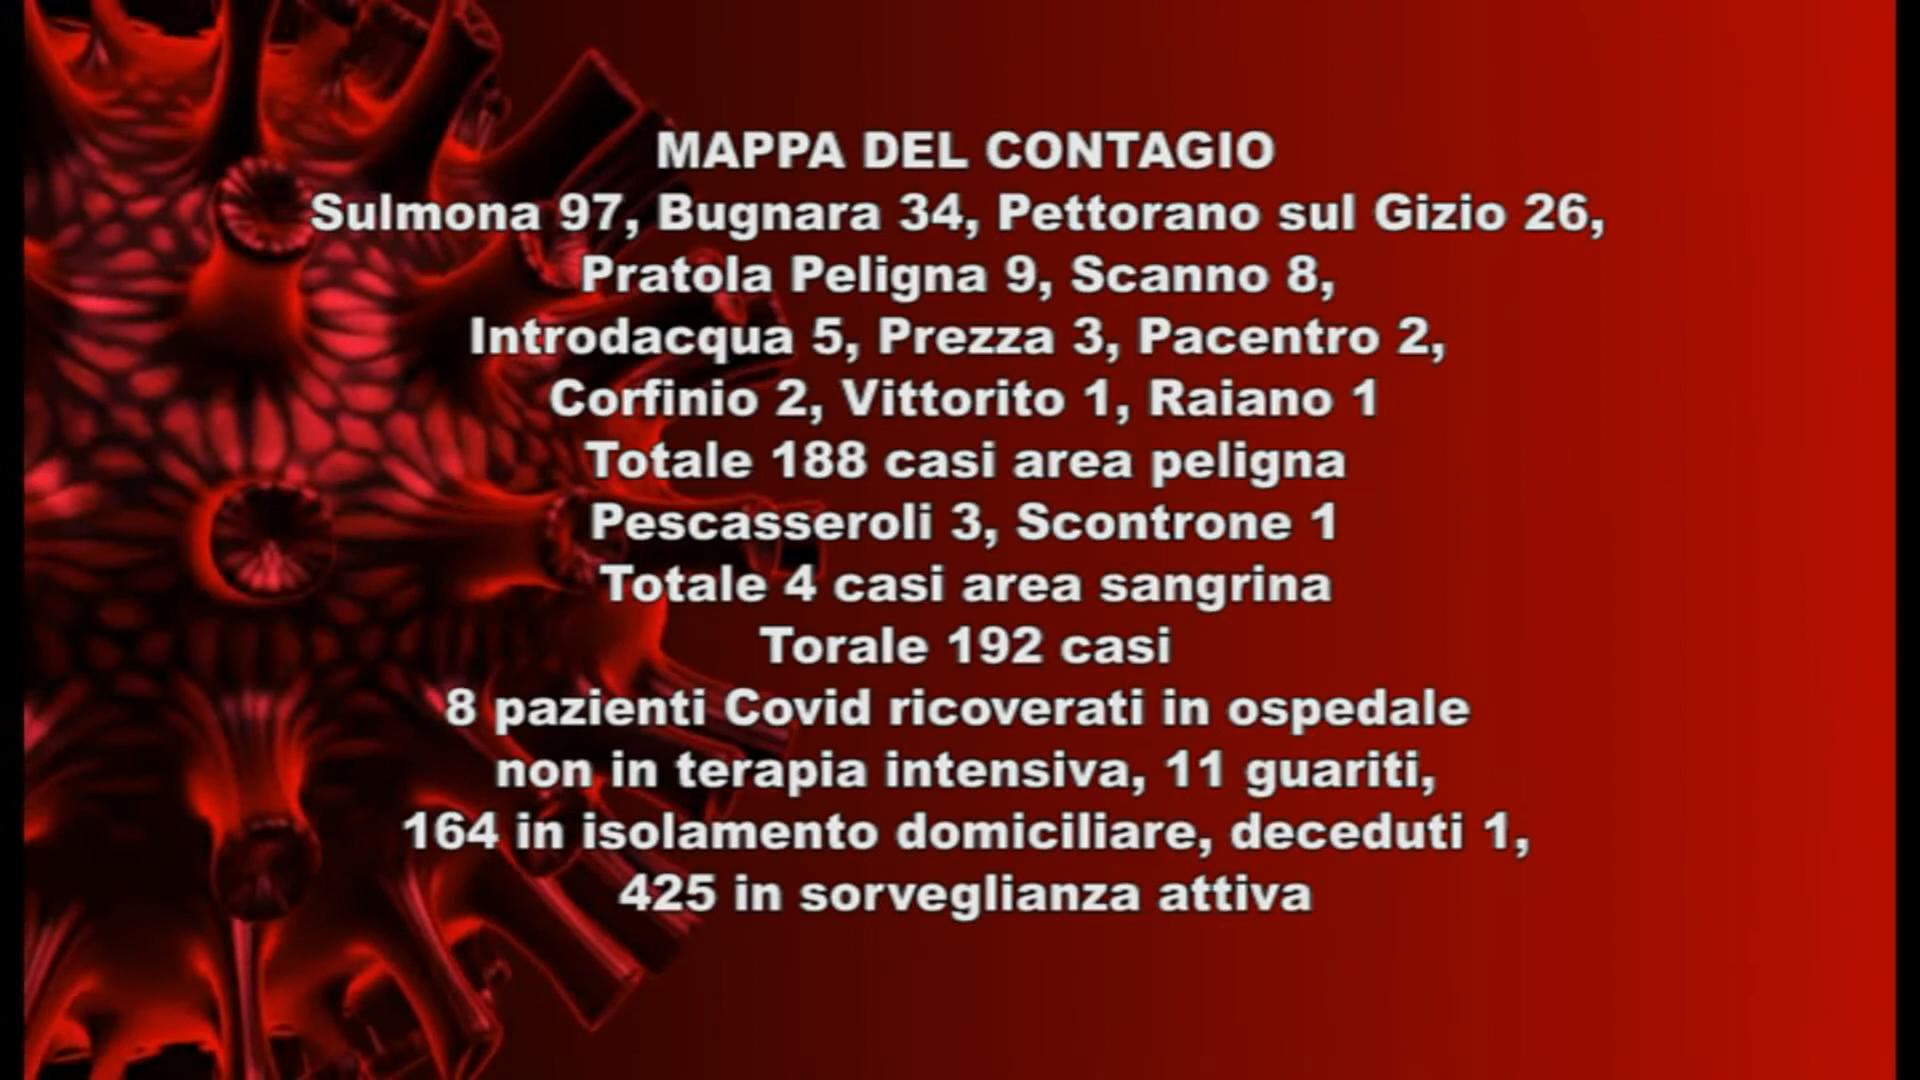 MAPPA DEL CONTAGIO
Sulmona 97, Bugnara 34, Pettorano sul Gizio 26,
Pratola Peligna 9, Scanno 8,
Introdacqua 5, Prezza 3, Pacentro 2,
Corfinio 2, Vittorito 1, Raiano 1
Totale 188 casi area peligna
Pescasseroli 3, Scontrone 1
Totale 4 casi area sangrina
Torale 192 casi
8 pazienti Covid ricoverati in ospedale
non in terapia intensiva, 11 guariti,
164 in isolamento domiciliare, deceduti 1,
425 in sorveglianza attiva